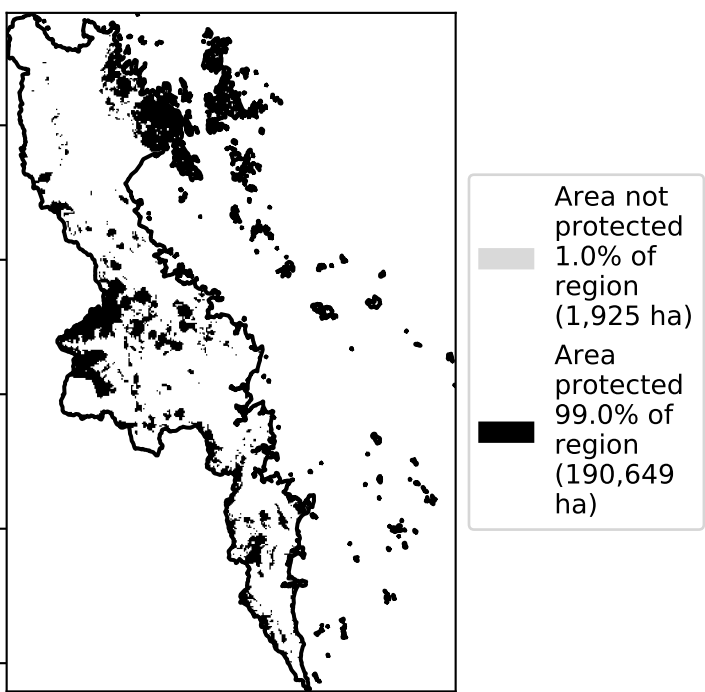 Area not
protected
1.0% of
region
(1,925 ha)
Area
protected
99.0% of
region
(190,649
ha)